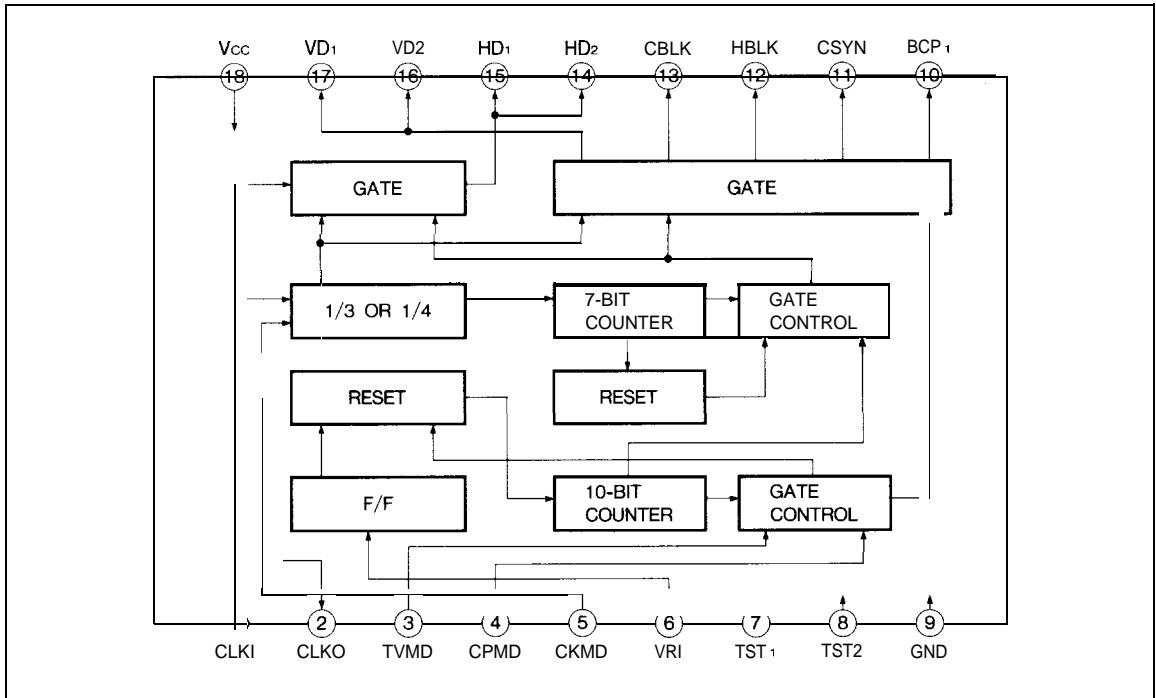 Vcc VD1 VD2 HD1 HD2 CBLK HBLK CSYN BCP1
18 17 16 15 14 13 12 11 10
GATE GATE
1/3 OR 1/4 7-BIT COUNTER GATE CONTROL
RESET RESET
F/F 10-BIT COUNTER GATE CONTROL
2 3 4 5 6 7 8 9
CLKI CLKO TVMD CPMD CKMD VRI TST1 TST2 GND